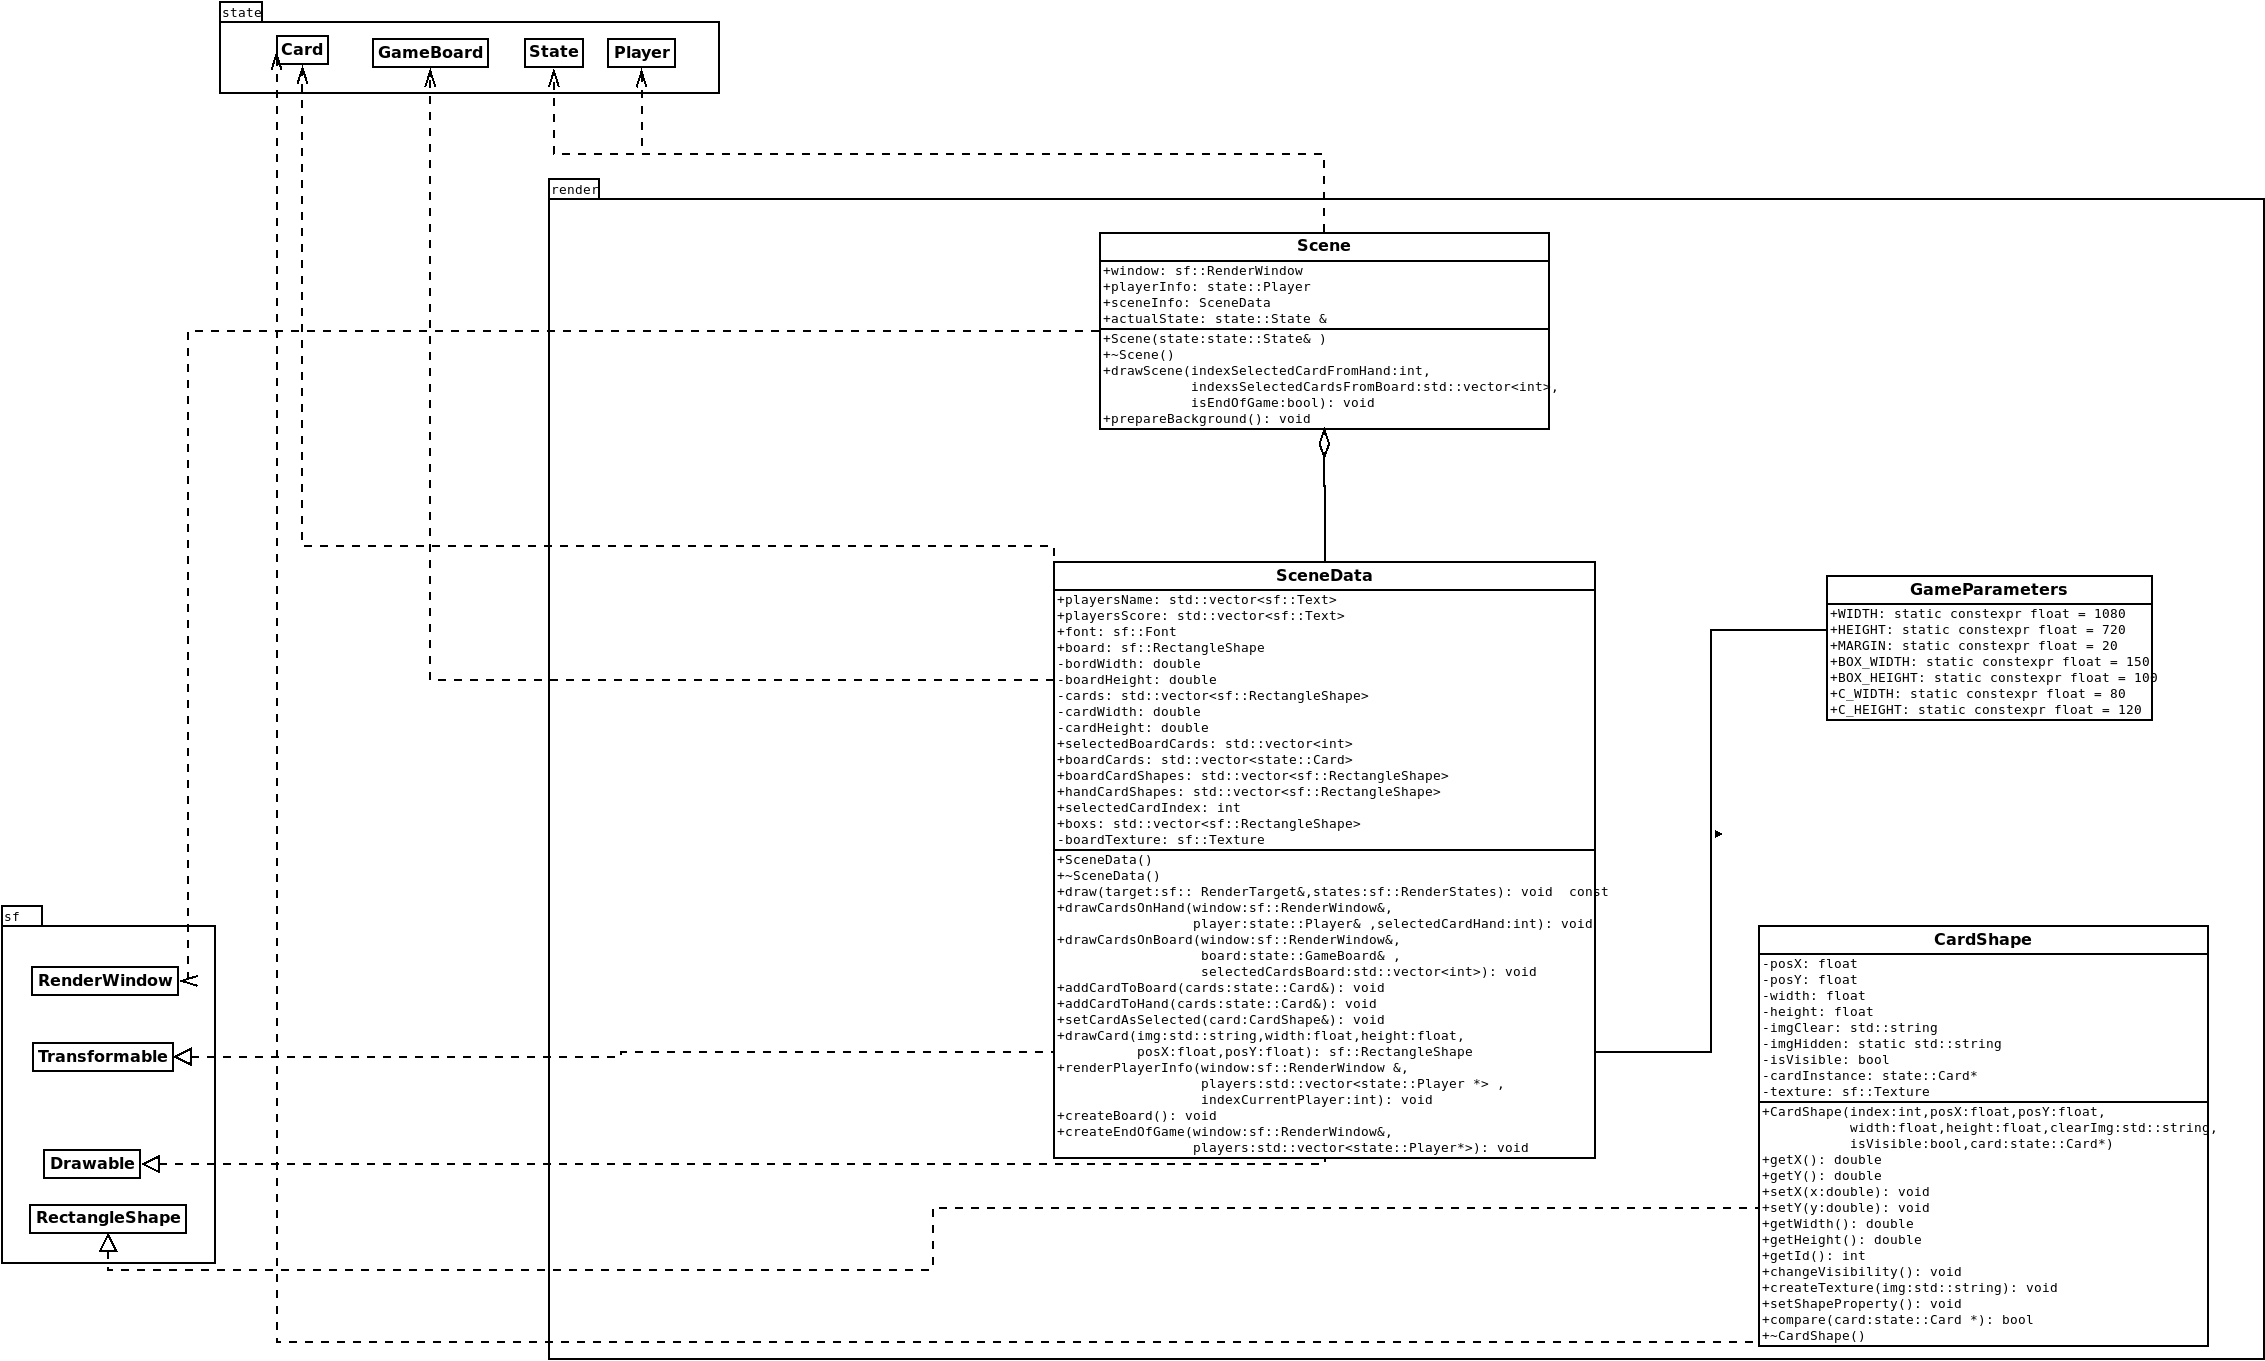 state
Card
GameBoard
State
Player
render
Scene
+window: sf::RenderWindow
+playerInfo: state::Player
+sceneInfo: SceneData
+actualState: state::State &
+Scene(state:state::State& )
+~Scene()
+drawScene(indexSelectedCardFromHand:int,
indexsSelectedCardsFromBoard:std::vector<int>,
isEndOfGame:bool): void
+prepareBackground(): void
SceneData
+playersName: std::vector<sf::Text>
+playersScore: std::vector<sf::Text>
+font: sf::Font
+board: sf::RectangleShape
-bordWidth: double
-boardHeight: double
-cards: std::vector<sf::RectangleShape>
-cardWidth: double
-cardHeight: double
+selectedBoardCards: std::vector<int>
+boardCards: std::vector<state::Card>
+boardCardShapes: std::vector<sf::RectangleShape>
+handCardShapes: std::vector<sf::RectangleShape>
+selectedCardIndex: int
+boxs: std::vector<sf::RectangleShape>
-boardTexture: sf::Texture
+SceneData()
+~SceneData()
+draw(target:sf:: RenderTarget&,states:sf::RenderStates): void  const
+drawCardsOnHand(window:sf::RenderWindow&,
player:state::Player& ,selectedCardHand:int): void
+drawCardsOnBoard(window:sf::RenderWindow&,
board:state::GameBoard& ,
selectedCardsBoard:std::vector<int>): void
+addCardToBoard(cards:state::Card&): void
+addCardToHand(cards:state::Card&): void
+setCardAsSelected(card:CardShape&): void
+drawCard(img:std::string,width:float,height:float,
posX:float,posY:float): sf::RectangleShape
+renderPlayerInfo(window:sf::RenderWindow &,
players:std::vector<state::Player *> ,
indexCurrentPlayer:int): void
+createBoard(): void
+createEndOfGame(window:sf::RenderWindow&,
players:std::vector<state::Player*>): void
GameParameters
+WIDTH: static constexpr float = 1080
+HEIGHT: static constexpr float = 720
+MARGIN: static constexpr float = 20
+BOX_WIDTH: static constexpr float = 150
+BOX_HEIGHT: static constexpr float = 100
+C_WIDTH: static constexpr float = 80
+C_HEIGHT: static constexpr float = 120
CardShape
-posX: float
-posY: float
-width: float
-height: float
-imgClear: std::string
-imgHidden: static std::string
-isVisible: bool
-cardInstance: state::Card*
-texture: sf::Texture
+CardShape(index:int,posX:float,posY:float,
width:float,height:float,clearImg:std::string,
isVisible:bool,card:state::Card*)
+getX(): double
+getY(): double
+setX(x:double): void
+setY(y:double): void
+getWidth(): double
+getHeight(): double
+getId(): int
+changeVisibility(): void
+createTexture(img:std::string): void
+setShapeProperty(): void
+compare(card:state::Card *): bool
+~CardShape()
sf
RenderWindow
Transformable
Drawable
RectangleShape